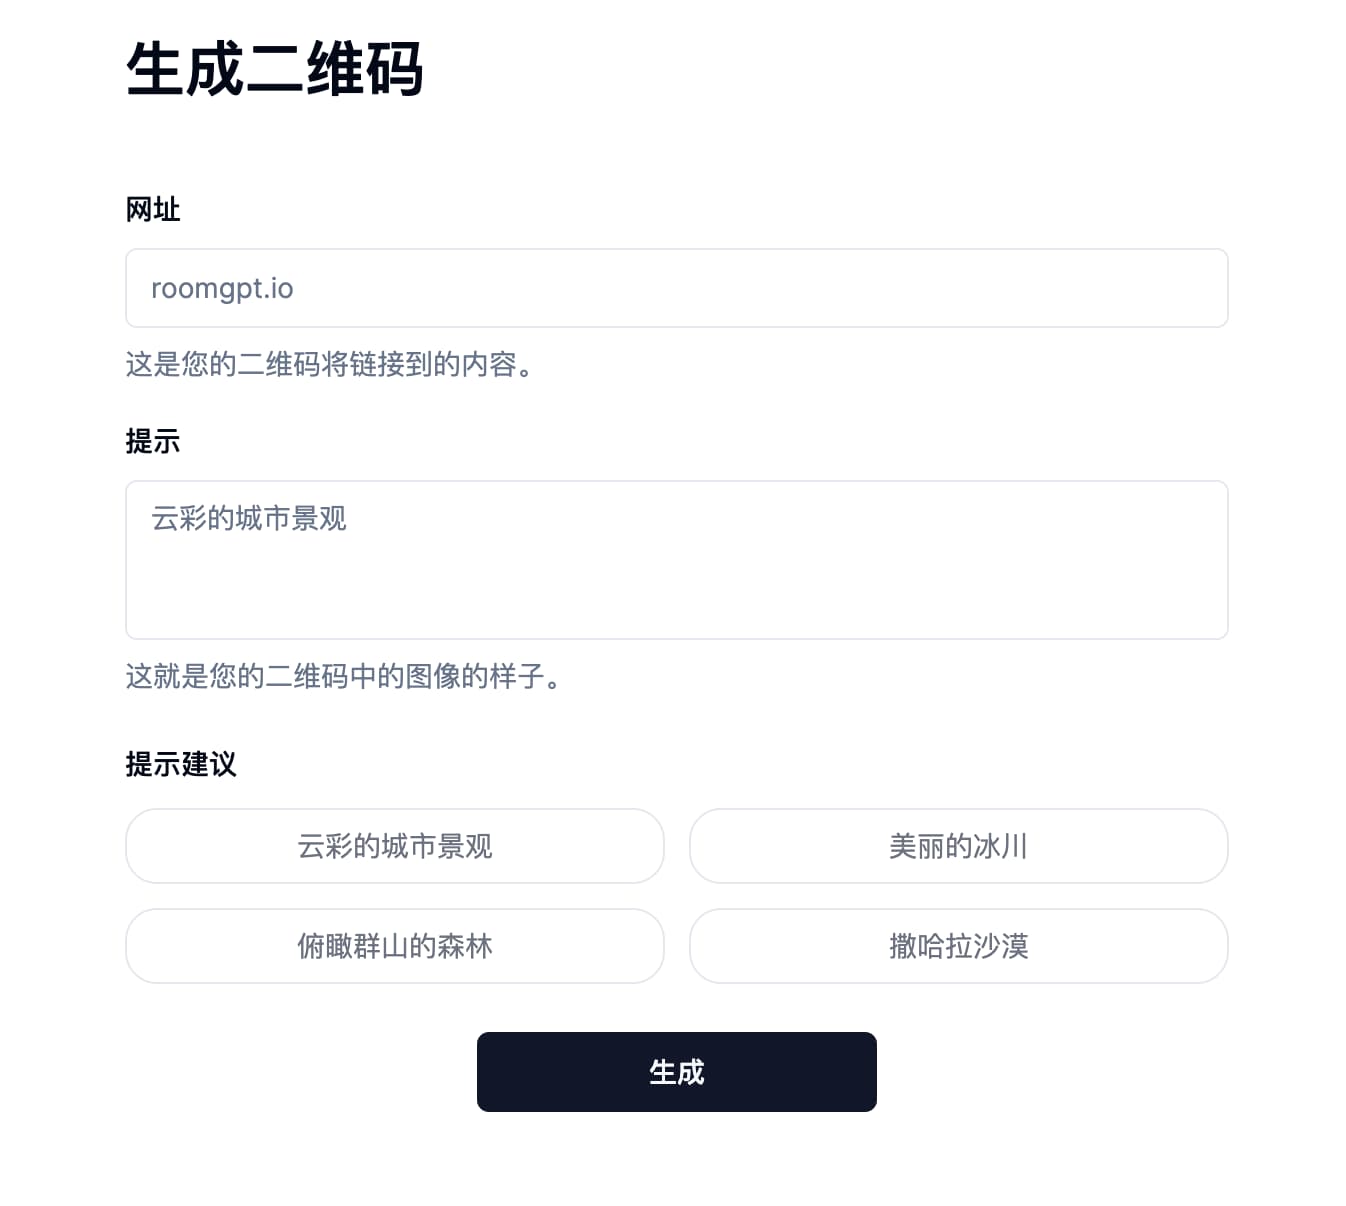 生成二维码
网址
roomgpt.io
这是您的二维码将链接到的内容。
提示
云彩的城市景观
这就是您的二维码中的图像的样子。
提示建议
云彩的城市景观
美丽的冰川
俯瞰群山的森林
撒哈拉沙漠
生成